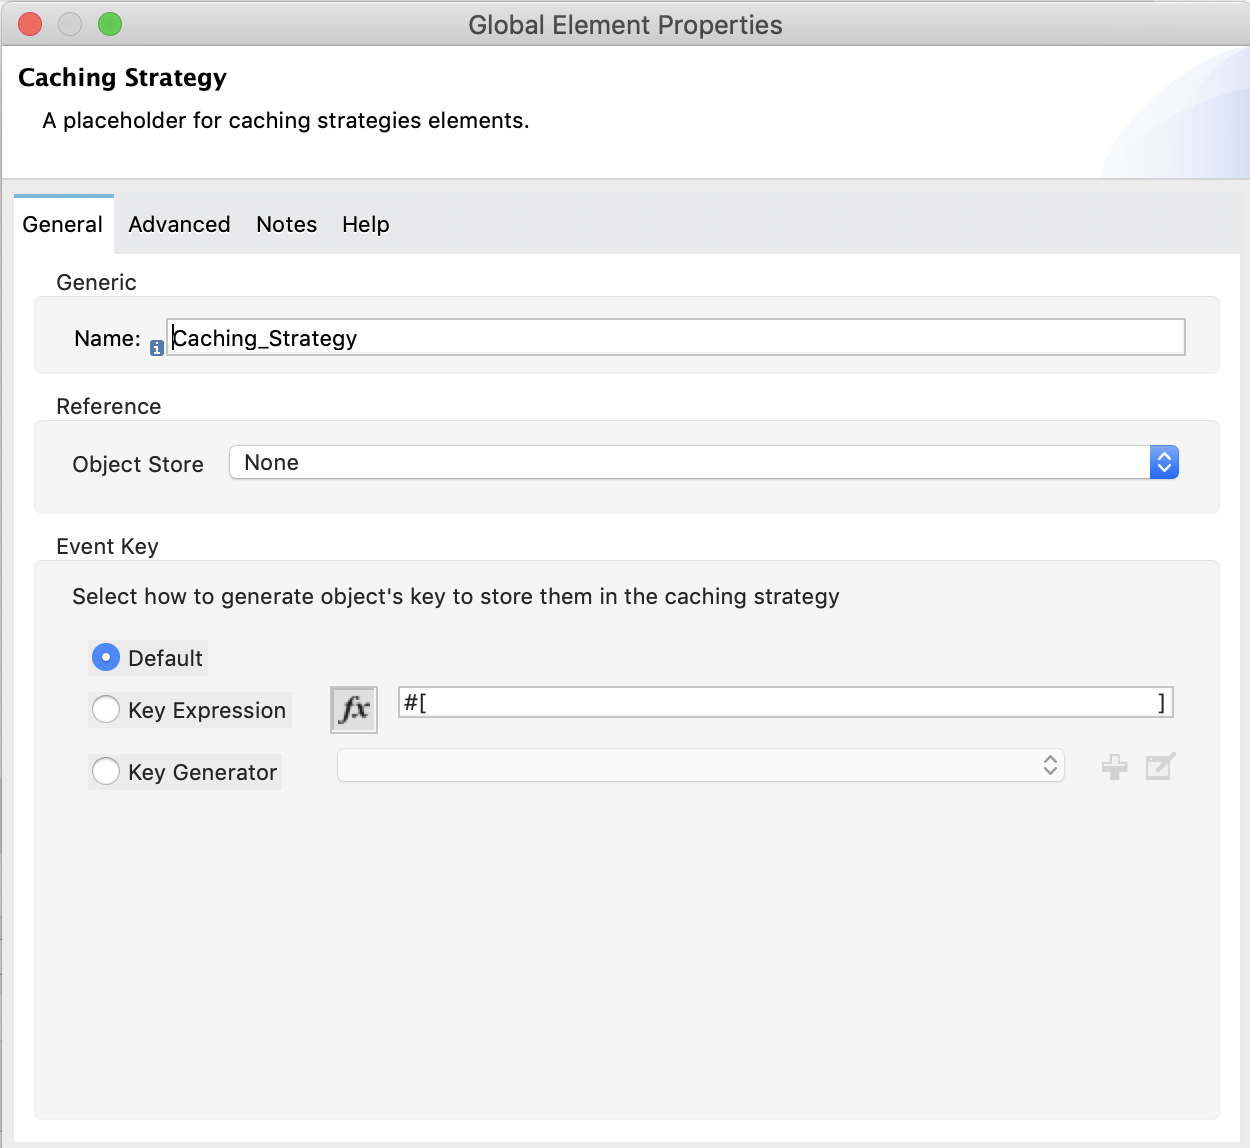 Global Element Properties
Caching Strategy
A placeholder for caching strategies elements.
General Advanced Notes Help
Generic
Name: Caching_Strategy
Reference
Object Store None
Event Key
Select how to generate object's key to store them in the caching strategy
Default
Key Expression fx #[ ]
Key Generator